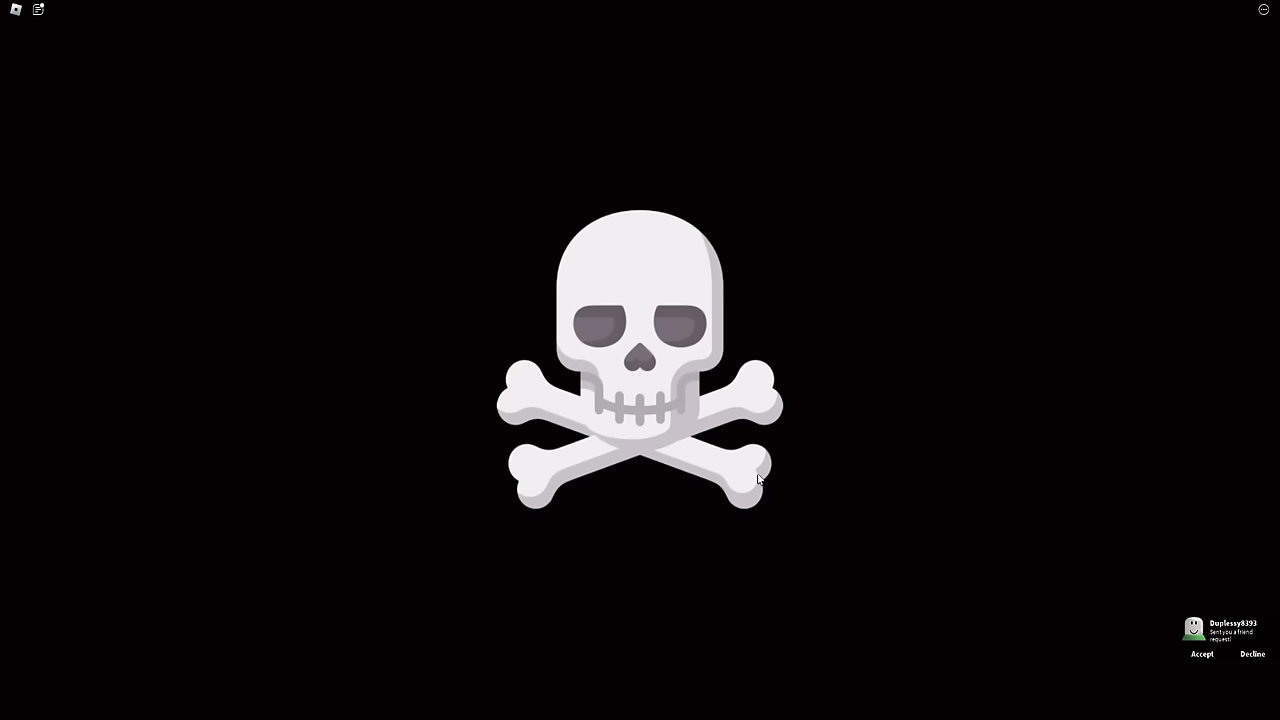 Duplessy8393
Sent you a friend
request!
Accept
Decline